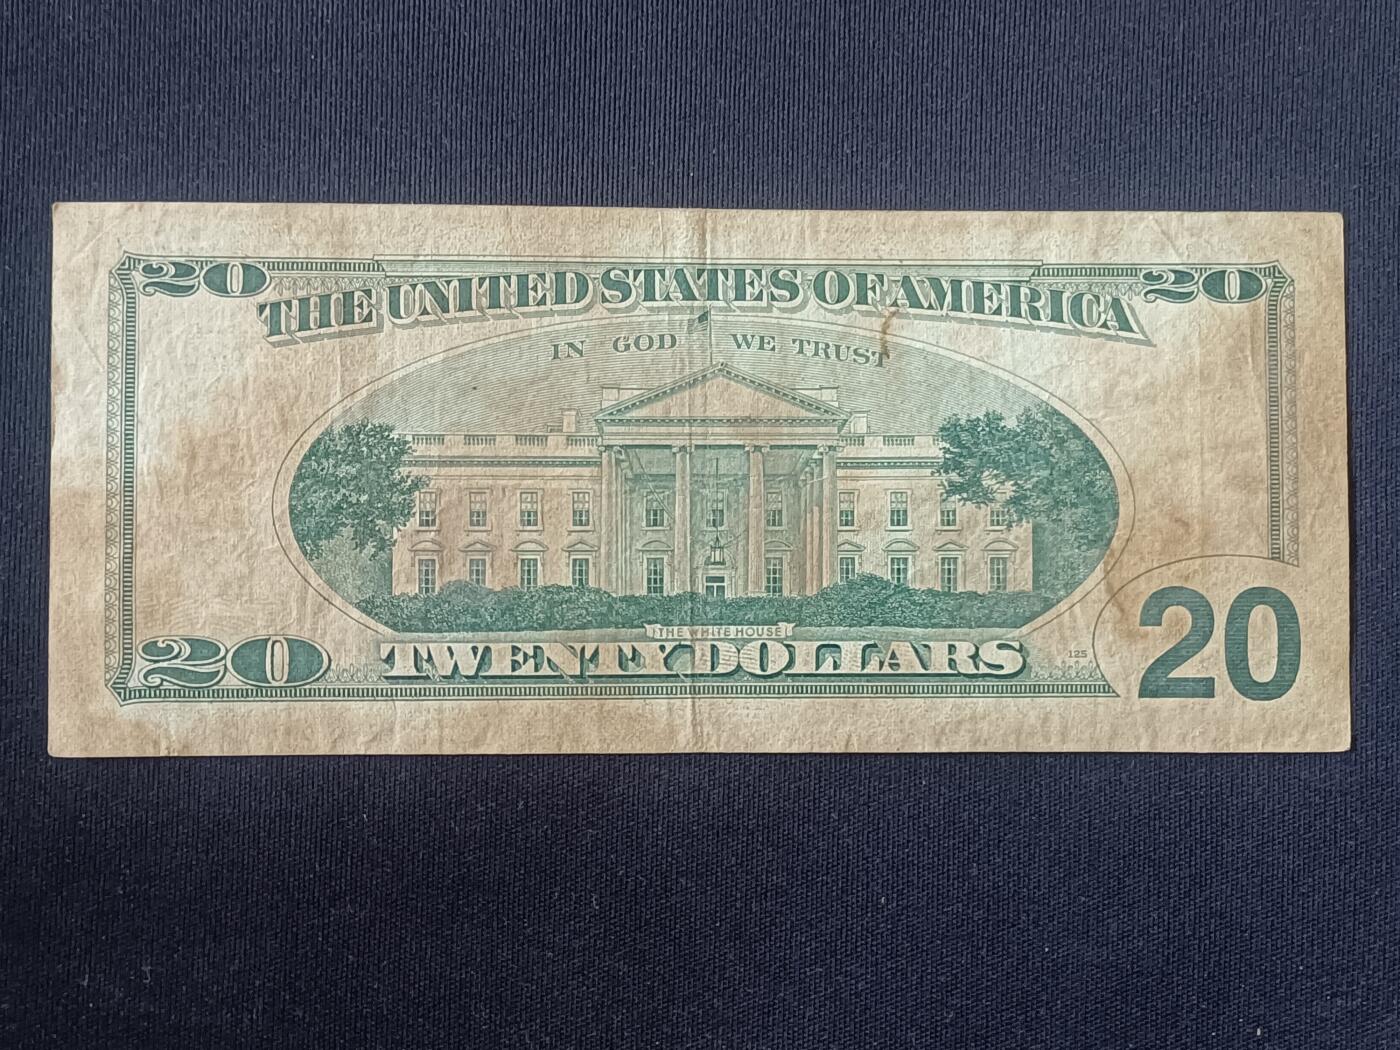 20 20
THE UNITED STATES OF AMERICA
IN GOD WE TRUST
THE WHITE HOUSE
20 TWENTY DOLLARS 125 20